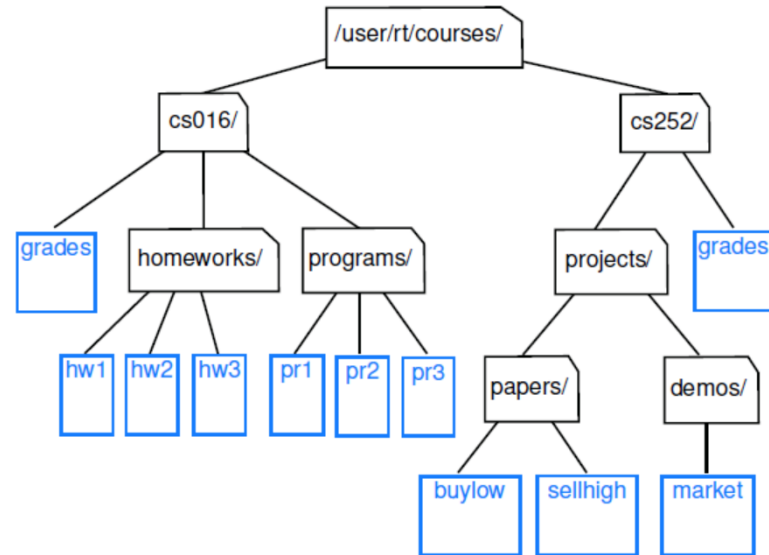 /user/rt/courses/
cs016/
cs252/
grades
homeworks/
programs/
projects/
grades
hw1
hw2
hw3
pr1
pr2
pr3
papers/
demos/
buylow
sellhigh
market